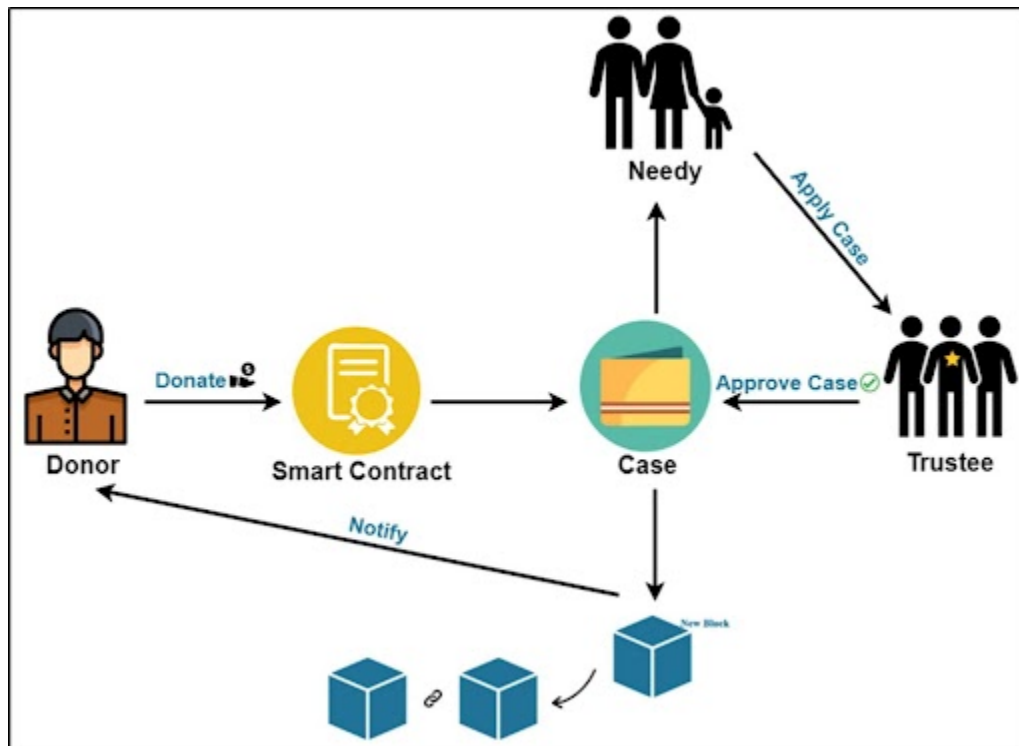 Needy
Apply Case
Donate
Approve Case
Donor
Smart Contract
Case
Trustee
Notify
New Block